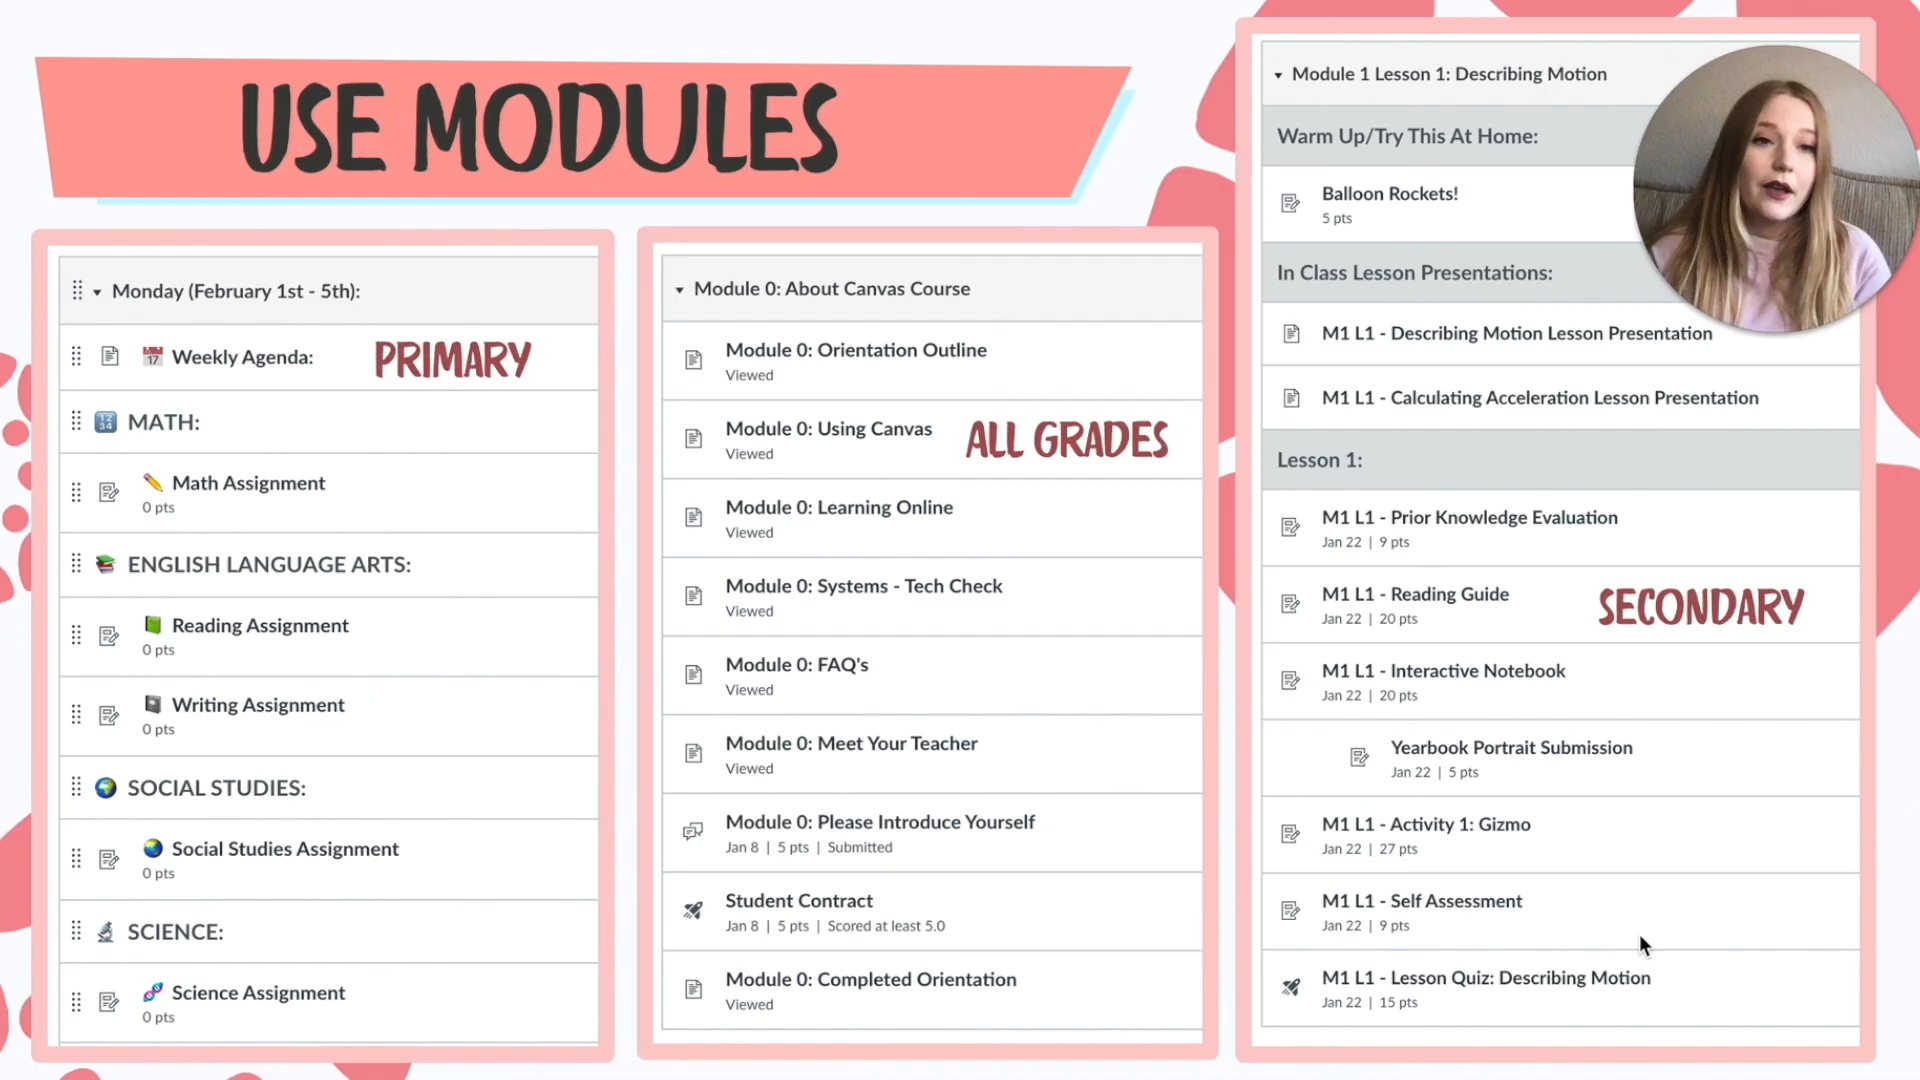 USE MODULES
Monday (February 1st - 5th):
Weekly Agenda:
PRIMARY
MATH:
Math Assignment
0 pts
ENGLISH LANGUAGE ARTS:
Reading Assignment
0 pts
Writing Assignment
0 pts
SOCIAL STUDIES:
Social Studies Assignment
0 pts
SCIENCE:
Science Assignment
0 pts
Module 0: About Canvas Course
Module 0: Orientation Outline
Viewed
Module 0: Using Canvas
Viewed
ALL GRADES
Module 0: Learning Online
Viewed
Module 0: Systems - Tech Check
Viewed
Module 0: FAQ's
Viewed
Module 0: Meet Your Teacher
Viewed
Module 0: Please Introduce Yourself
Jan 8 | 5 pts | Submitted
Student Contract
Jan 8 | 5 pts | Scored at least 5.0
Module 0: Completed Orientation
Viewed
Module 1 Lesson 1: Describing Motion
Warm Up/Try This At Home:
Balloon Rockets!
5 pts
In Class Lesson Presentations:
M1 L1 - Describing Motion Lesson Presentation
M1 L1 - Calculating Acceleration Lesson Presentation
Lesson 1:
M1 L1 - Prior Knowledge Evaluation
Jan 22 | 9 pts
M1 L1 - Reading Guide
Jan 22 | 20 pts
SECONDARY
M1 L1 - Interactive Notebook
Jan 22 | 20 pts
Yearbook Portrait Submission
Jan 22 | 5 pts
M1 L1 - Activity 1: Gizmo
Jan 22 | 27 pts
M1 L1 - Self Assessment
Jan 22 | 9 pts
M1 L1 - Lesson Quiz: Describing Motion
Jan 22 | 15 pts